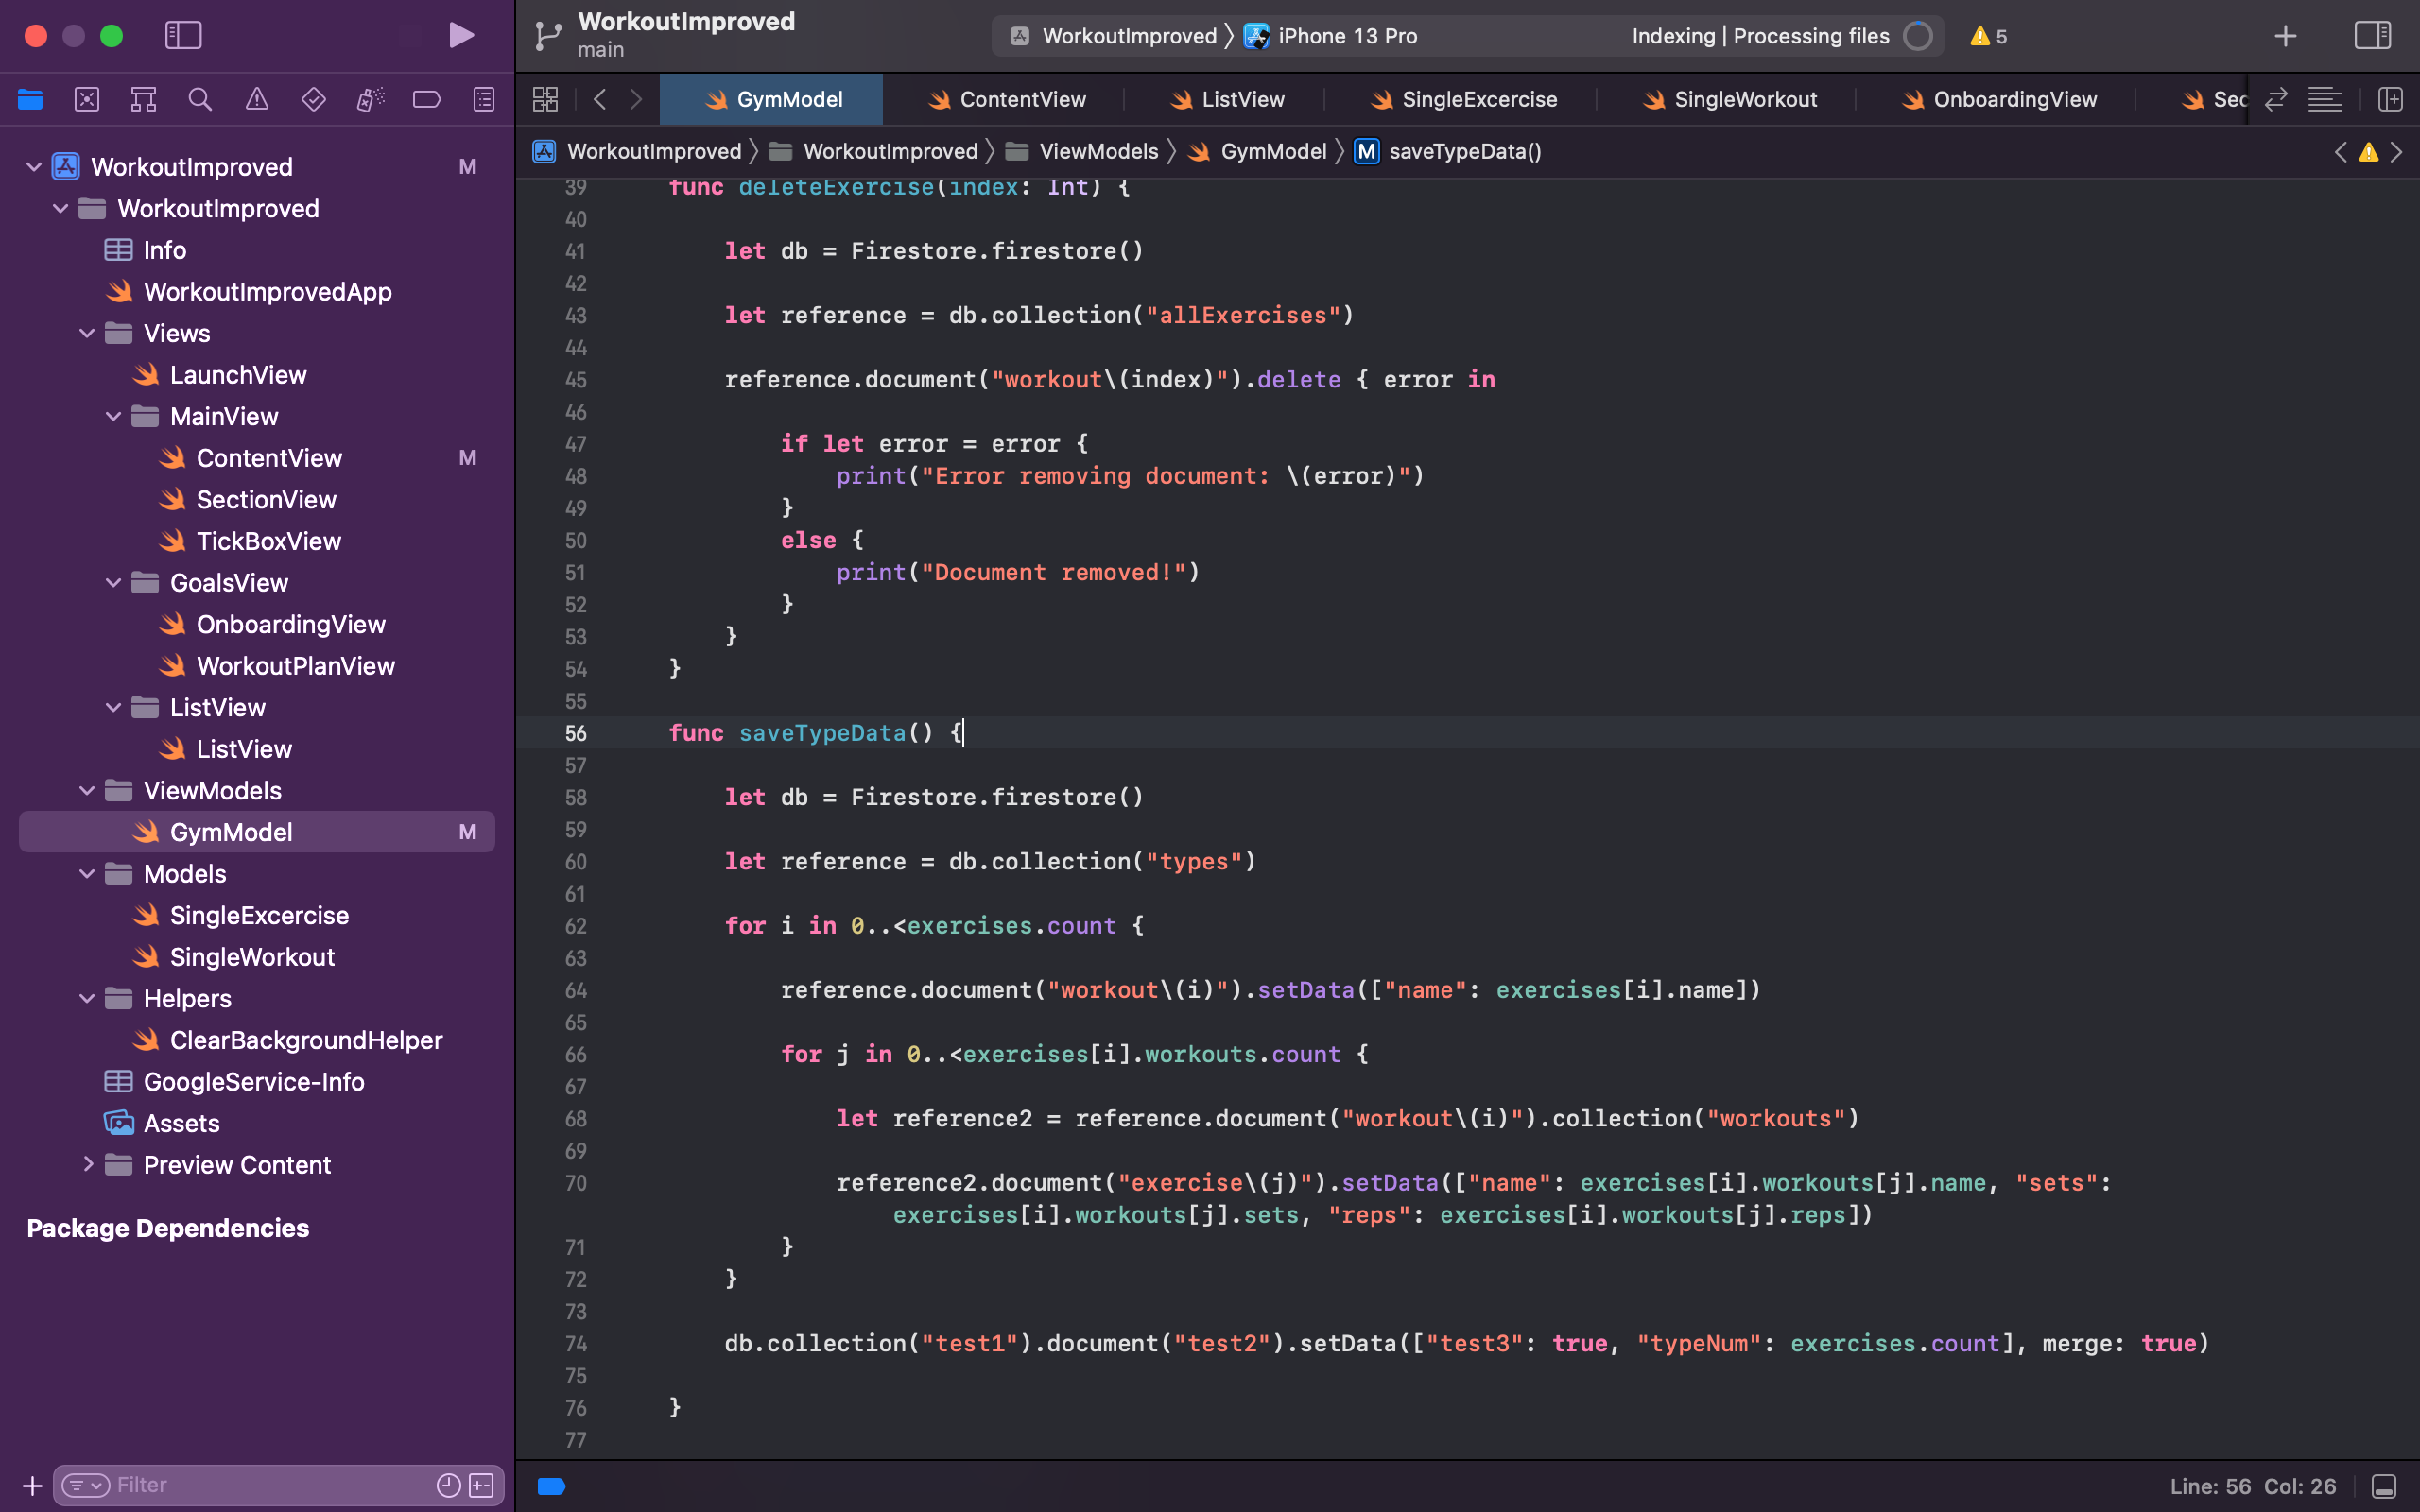 WorkoutImproved
main
WorkoutImproved
iPhone 13 Pro
Indexing | Processing files
5
GymModel
ContentView
ListView
SingleExcercise
SingleWorkout
OnboardingView
Sec
WorkoutImproved
WorkoutImproved
ViewModels
GymModel
M
saveTypeData()
WorkoutImproved M
WorkoutImproved
Info
WorkoutImprovedApp
Views
LaunchView
MainView
ContentView M
SectionView
TickBoxView
GoalsView
OnboardingView
WorkoutPlanView
ListView
ListView
ViewModels
GymModel M
Models
SingleExcercise
SingleWorkout
Helpers
ClearBackgroundHelper
GoogleService-Info
Assets
Preview Content
Package Dependencies
Filter
39 func deleteExercise(index: Int) {
40
41 let db = Firestore.firestore()
42
43 let reference = db.collection("allExercises")
44
45 reference.document("workout\(index)").delete { error in
46
47 if let error = error {
48 print("Error removing document: \(error)")
49 }
50 else {
51 print("Document removed!")
52 }
53 }
54 }
55
56 func saveTypeData() {
57
58 let db = Firestore.firestore()
59
60 let reference = db.collection("types")
61
62 for i in 0..<exercises.count {
63
64 reference.document("workout\(i)").setData(["name": exercises[i].name])
65
66 for j in 0..<exercises[i].workouts.count {
67
68 let reference2 = reference.document("workout\(i)").collection("workouts")
69
70 reference2.document("exercise\(j)").setData(["name": exercises[i].workouts[j].name, "sets":
exercises[i].workouts[j].sets, "reps": exercises[i].workouts[j].reps])
71 }
72 }
73
74 db.collection("test1").document("test2").setData(["test3": true, "typeNum": exercises.count], merge: true)
75
76 }
77
Line: 56 Col: 26